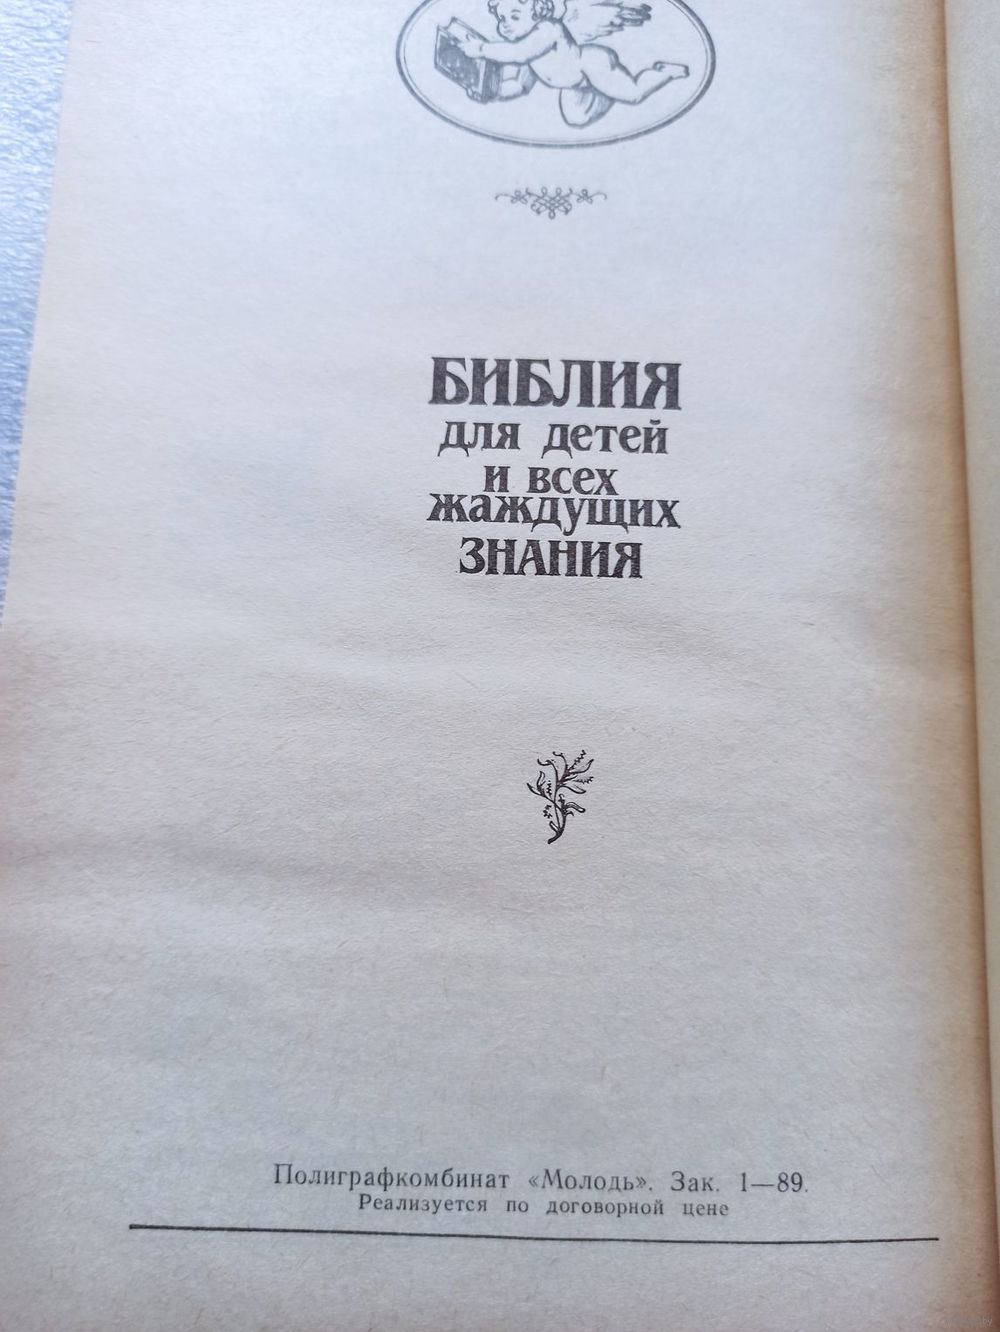 БИБЛИЯ
для детей
и всех
жаждущих
ЗНАНИЯ
Полиграфкомбинат «Молодь». Зак. 1—89.
Реализуется по договорной цене